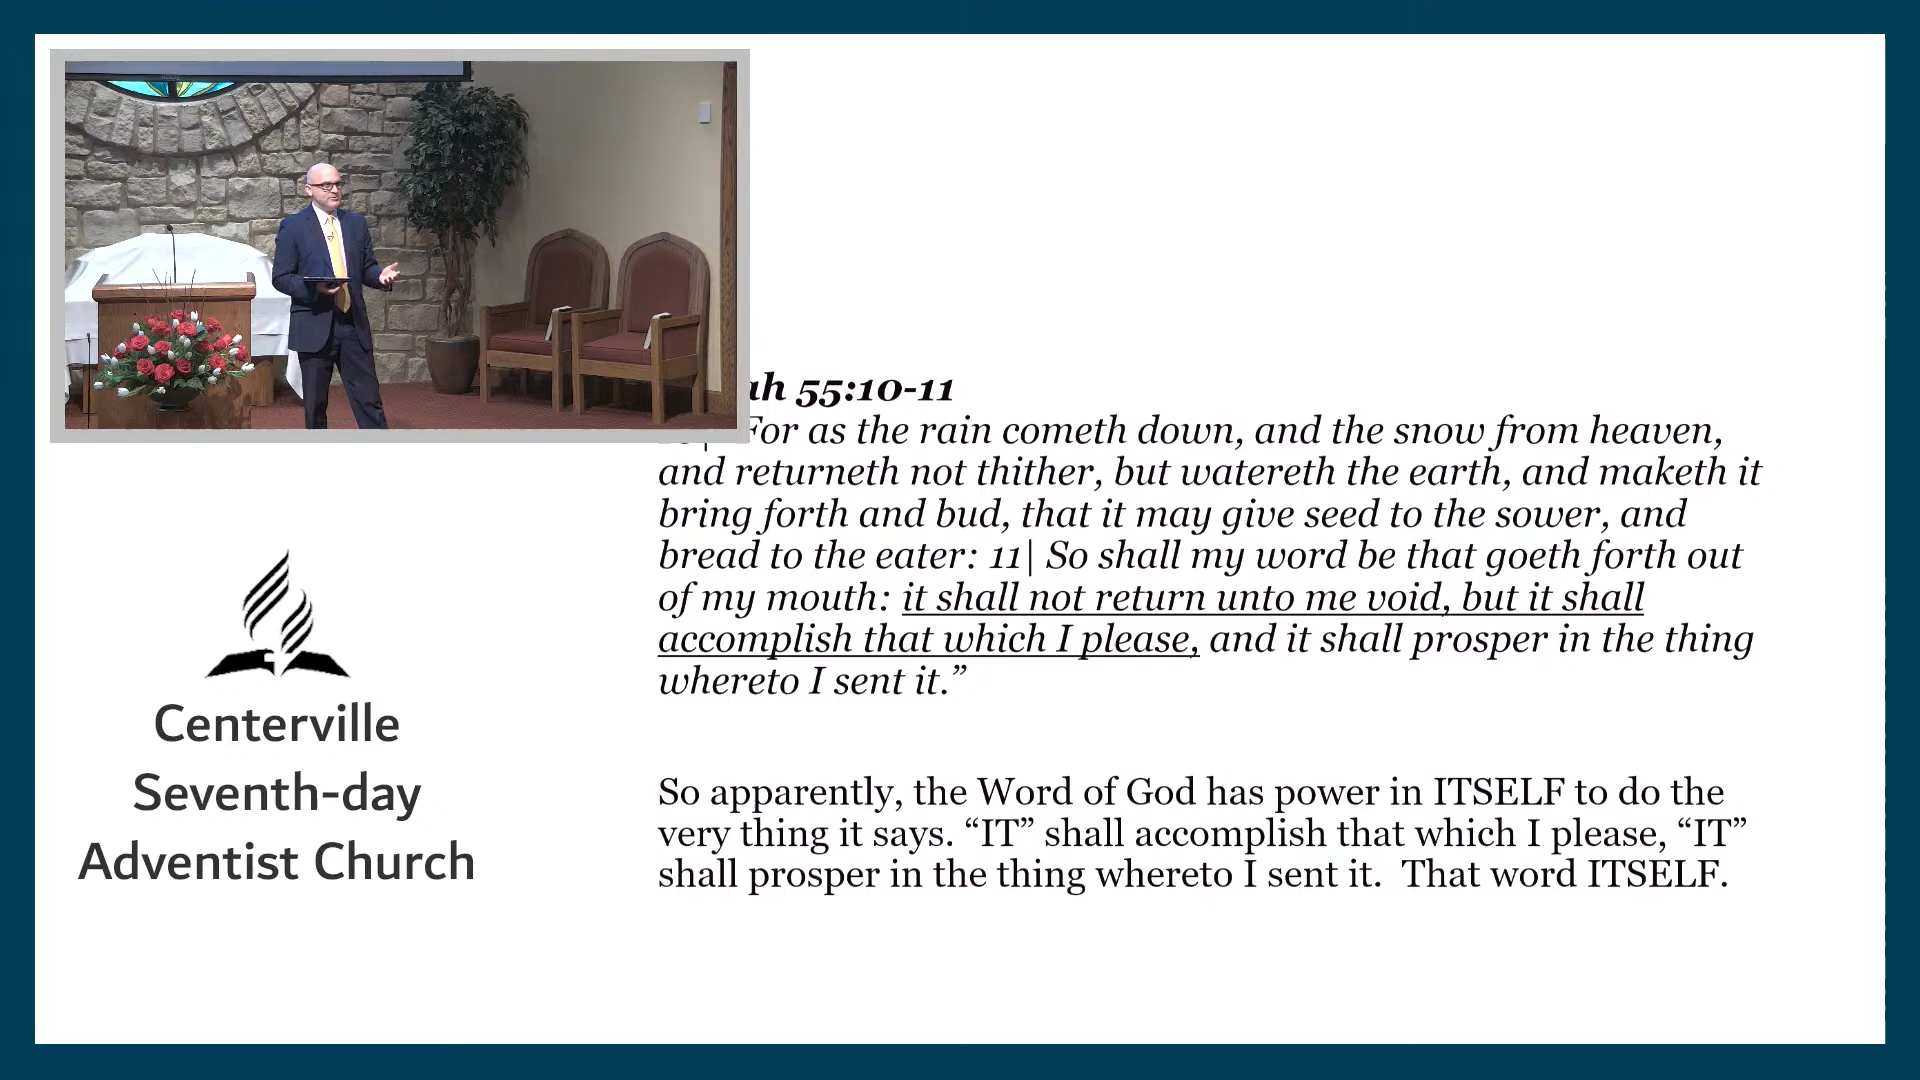 ah 55:10-11
For as the rain cometh down, and the snow from heaven,
and returneth not thither, but watereth the earth, and maketh it
bring forth and bud, that it may give seed to the sower, and
bread to the eater: 11| So shall my word be that goeth forth out
of my mouth: it shall not return unto me void, but it shall
accomplish that which I please, and it shall prosper in the thing
whereto I sent it.”
So apparently, the Word of God has power in ITSELF to do the
very thing it says. “IT” shall accomplish that which I please, “IT”
shall prosper in the thing whereto I sent it.  That word ITSELF.
Centerville
Seventh-day
Adventist Church